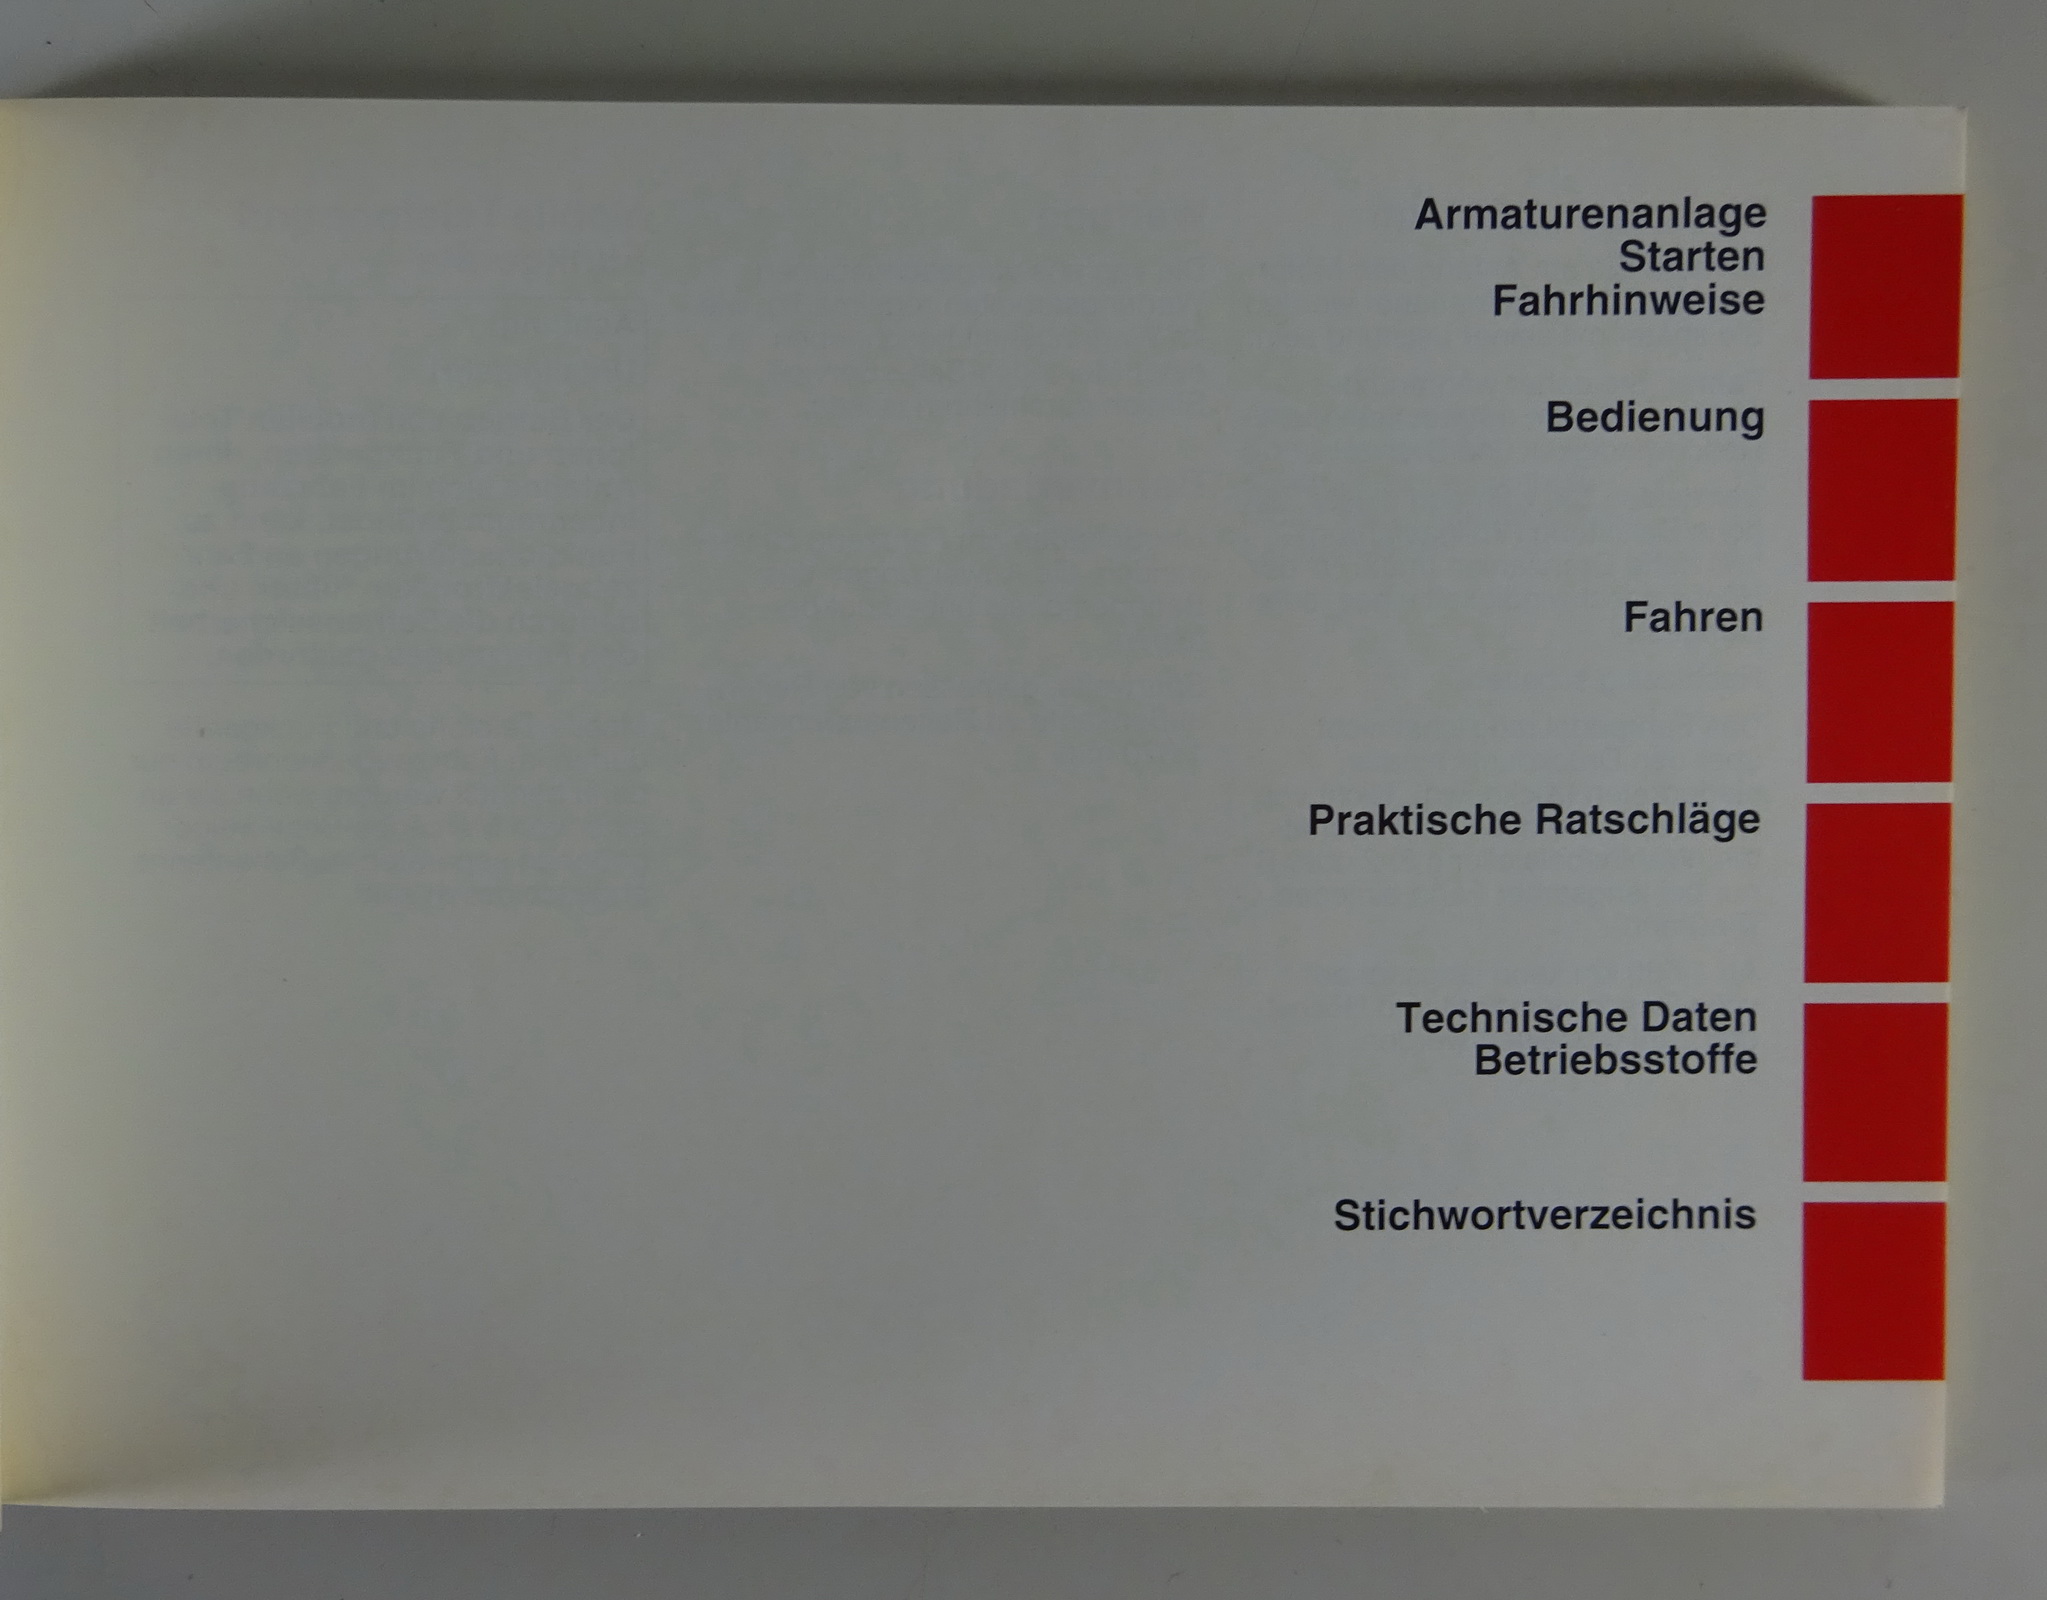 Armaturenanlage
Starten
Fahrhinweise
Bedienung
Fahren
Praktische Ratschläge
Technische Daten
Betriebsstoffe
Stichwortverzeichnis